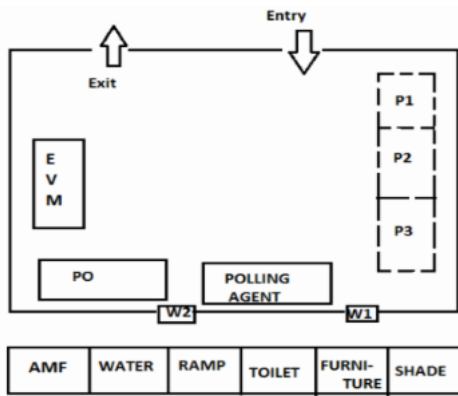 Entry
Exit
P1
E
V
M
P2
P3
PO
POLLING
AGENT
W2
W1
AMF
WATER
RAMP
TOILET
FURNI-
TURE
SHADE